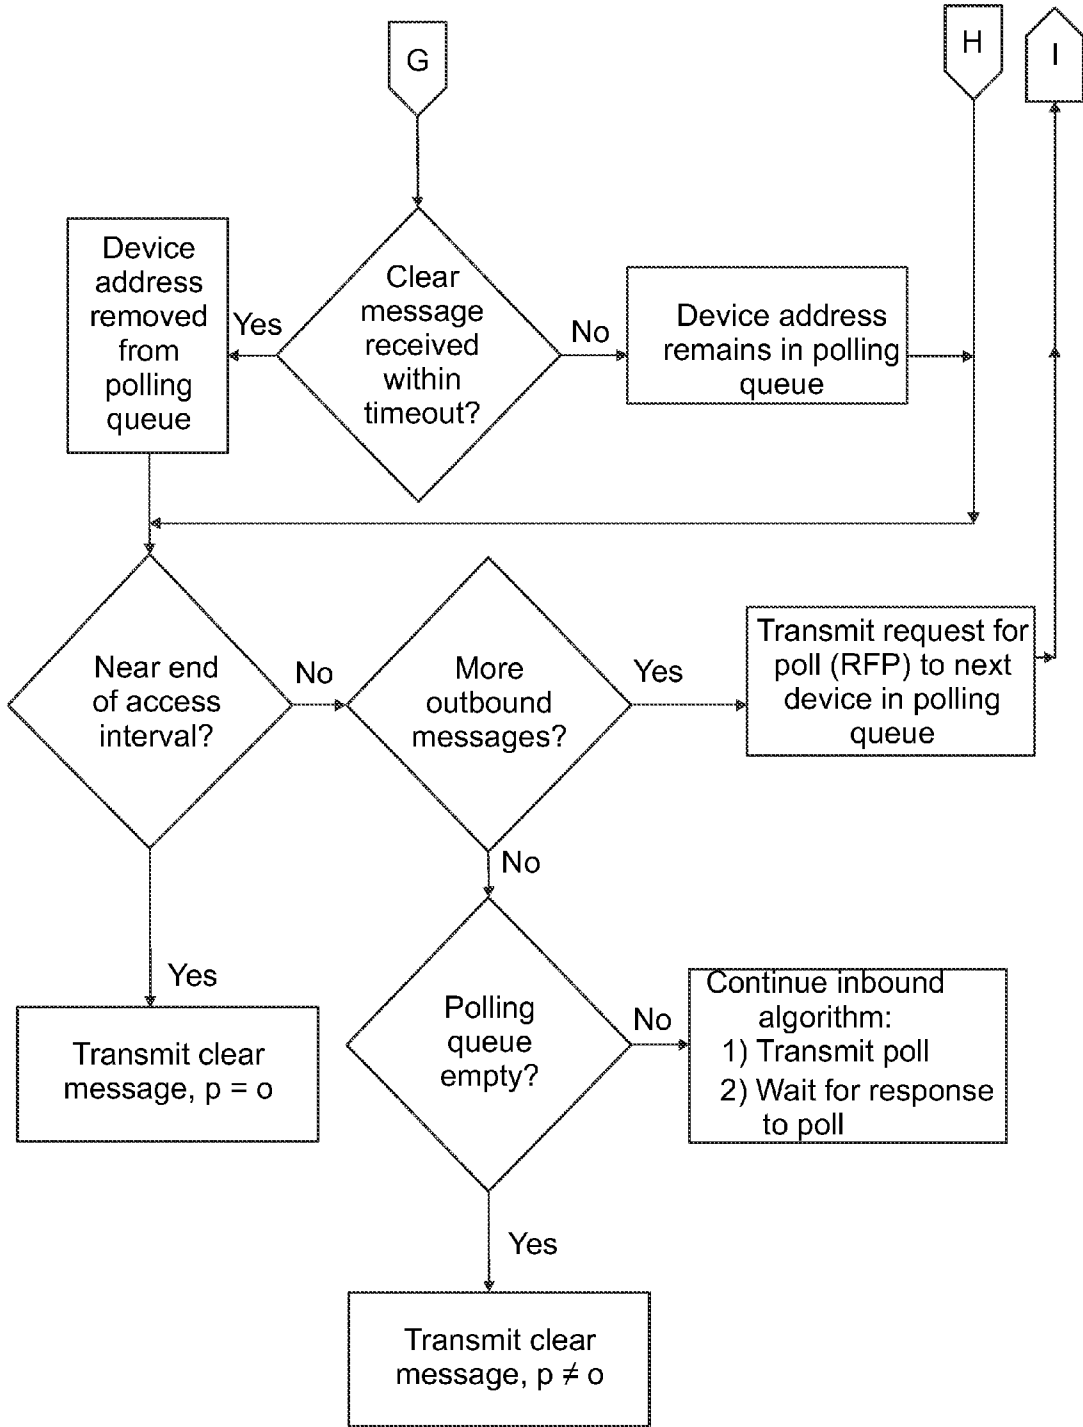 G
H
I
Device
address
removed
from
polling
queue
Yes
Clear
message
received
within
timeout?
No
Device address
remains in polling
queue
Near end
of access
interval?
No
More
outbound
messages?
Yes
Transmit request for
poll (RFP) to next
device in polling
queue
No
Yes
Transmit clear
message, p = o
Polling
queue
empty?
No
Continue inbound
algorithm:
1) Transmit poll
2) Wait for response
to poll
Yes
Transmit clear
message, p ≠ o